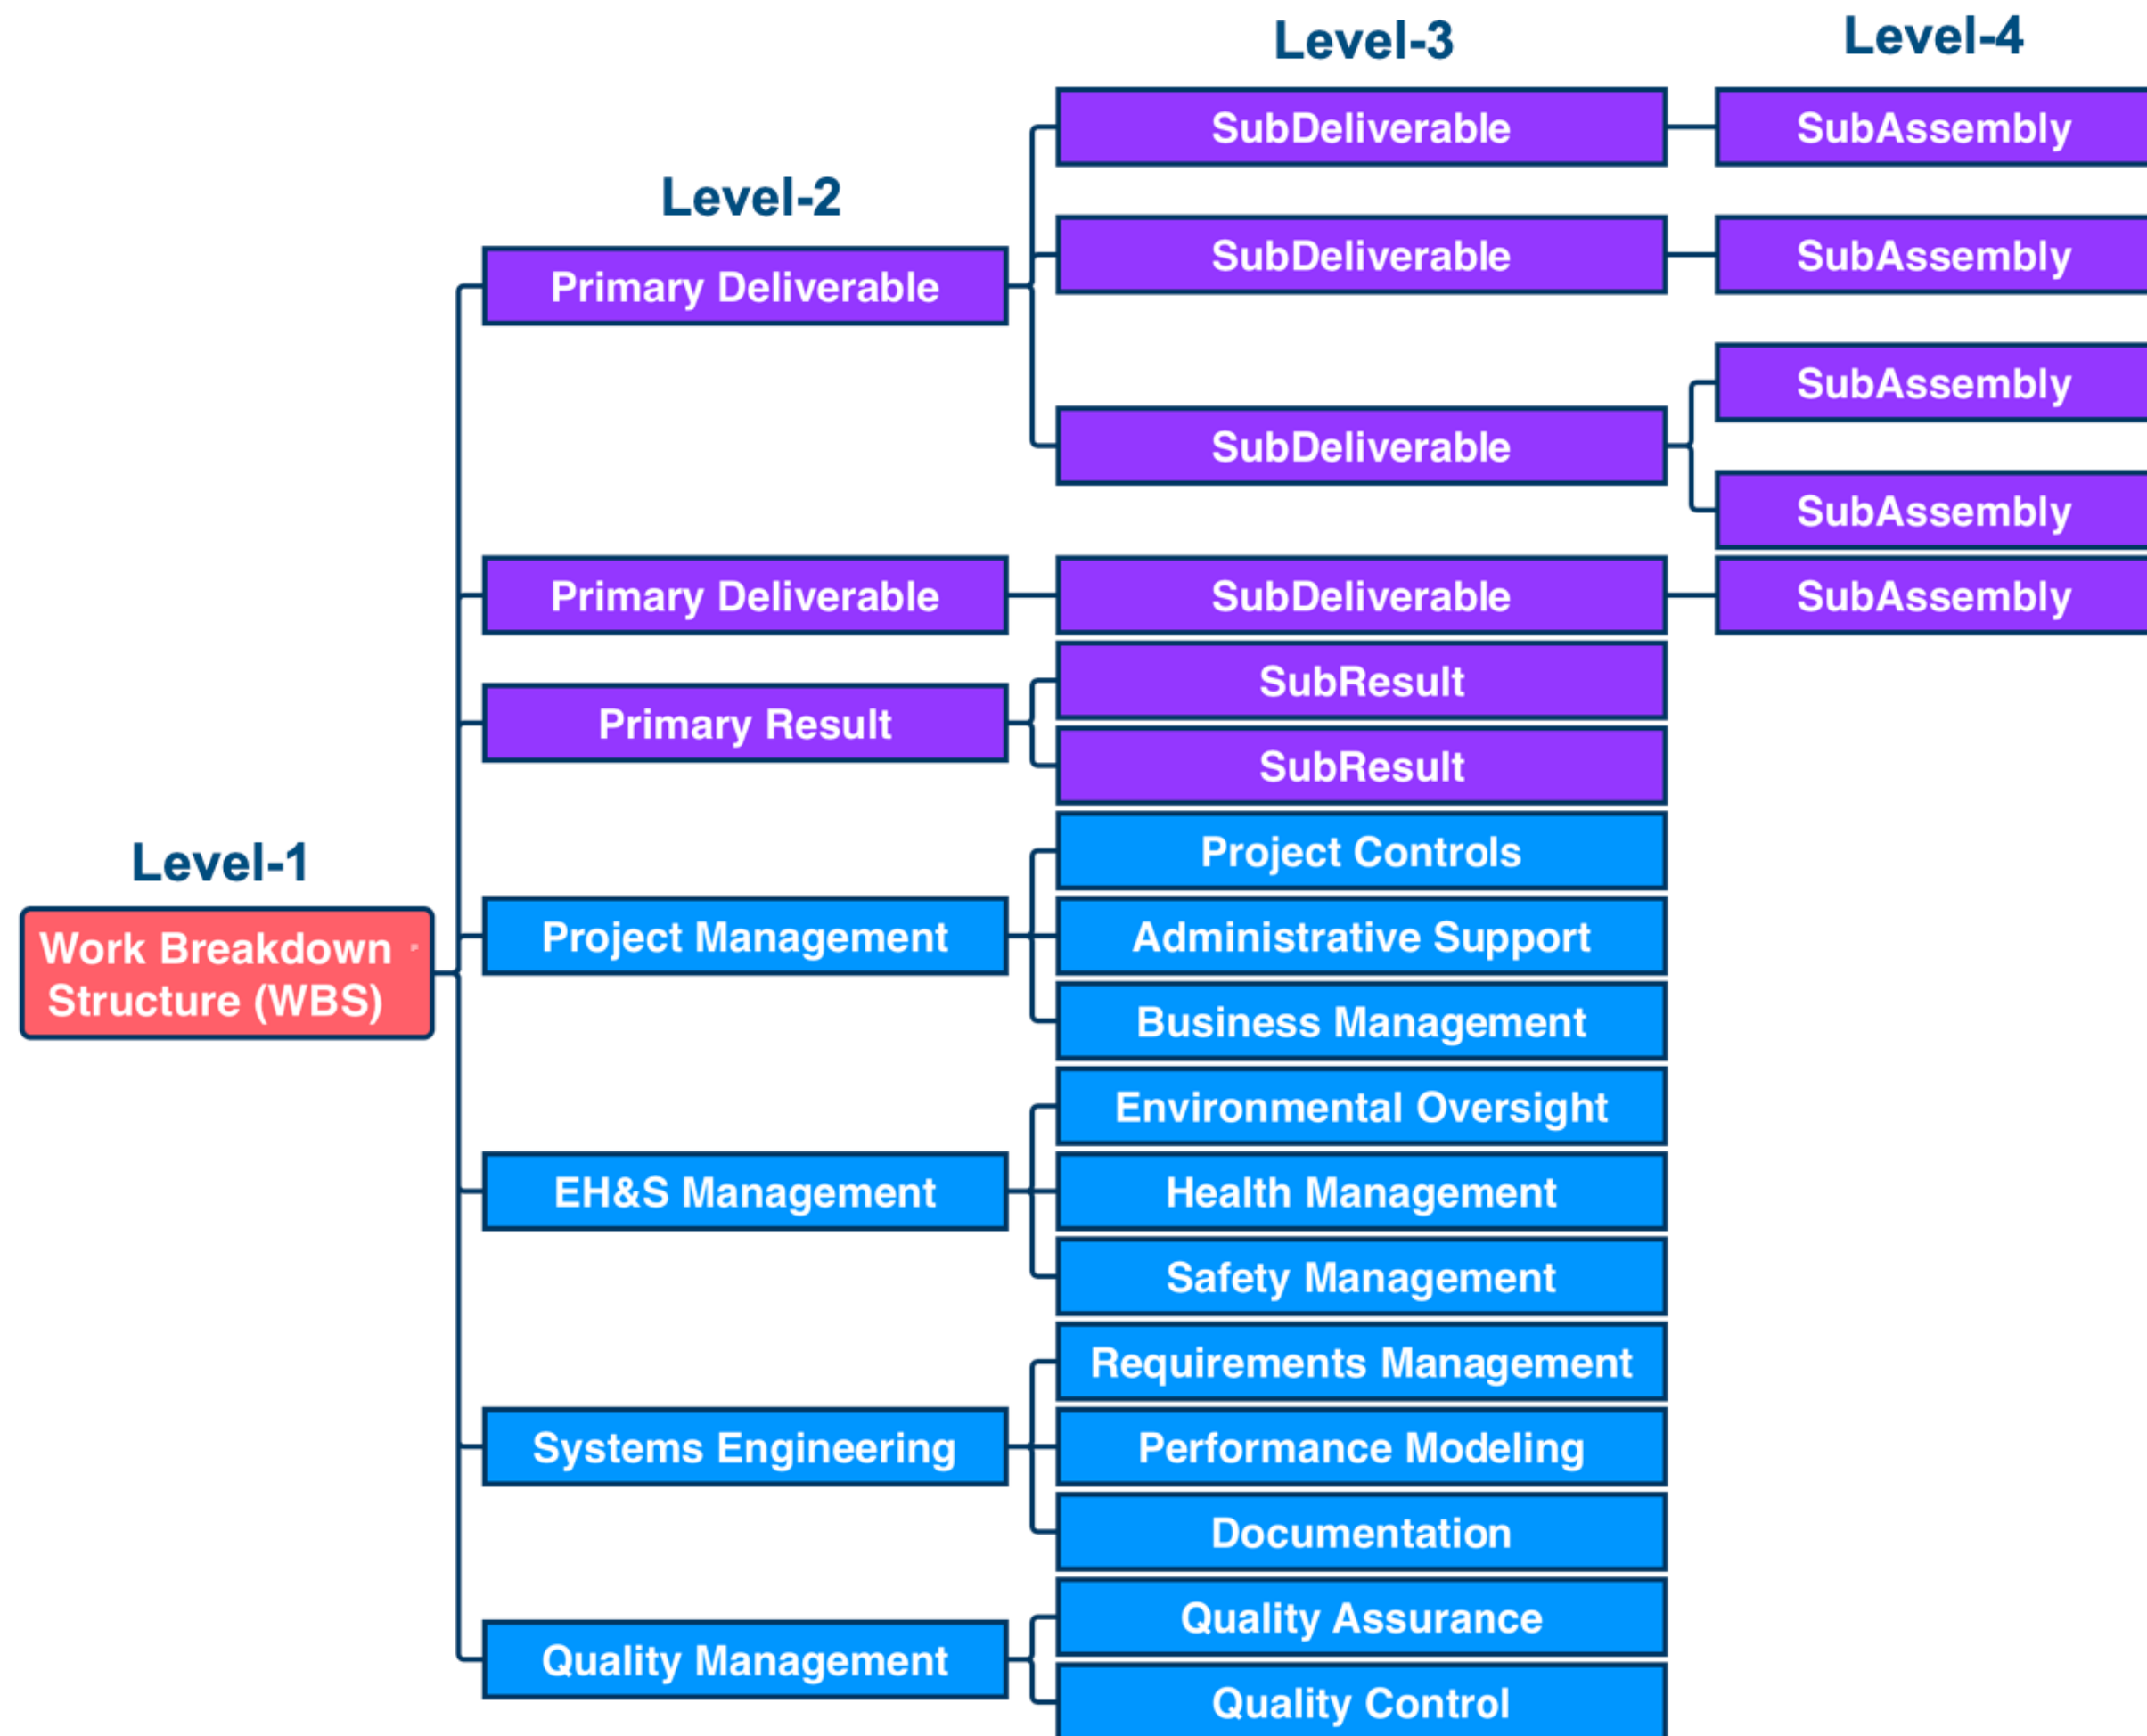 Level-3
Level-4
SubDeliverable
SubAssembly
Level-2
SubDeliverable
SubAssembly
Primary Deliverable
SubAssembly
SubDeliverable
SubAssembly
Primary Deliverable
SubDeliverable
SubAssembly
SubResult
Primary Result
SubResult
Level-1
Project Controls
Work Breakdown
Structure (WBS)
Project Management
Administrative Support
Business Management
Environmental Oversight
EH&S Management
Health Management
Safety Management
Requirements Management
Systems Engineering
Performance Modeling
Documentation
Quality Assurance
Quality Management
Quality Control